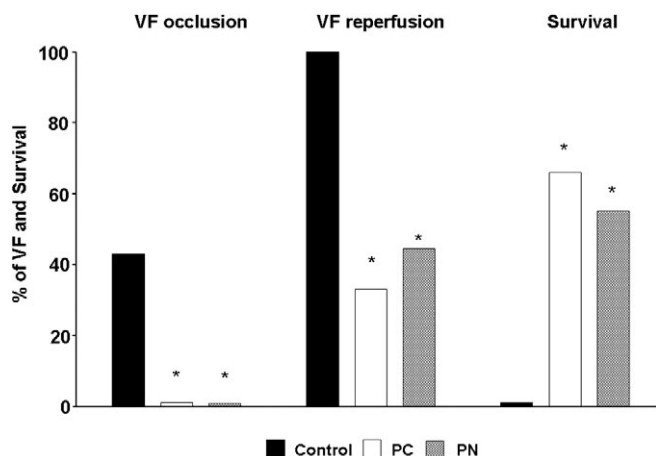 VF occlusion VF reperfusion Survival
% of VF and Survival
100
80
60
40
20
0
* * * * * *
Control PC PN